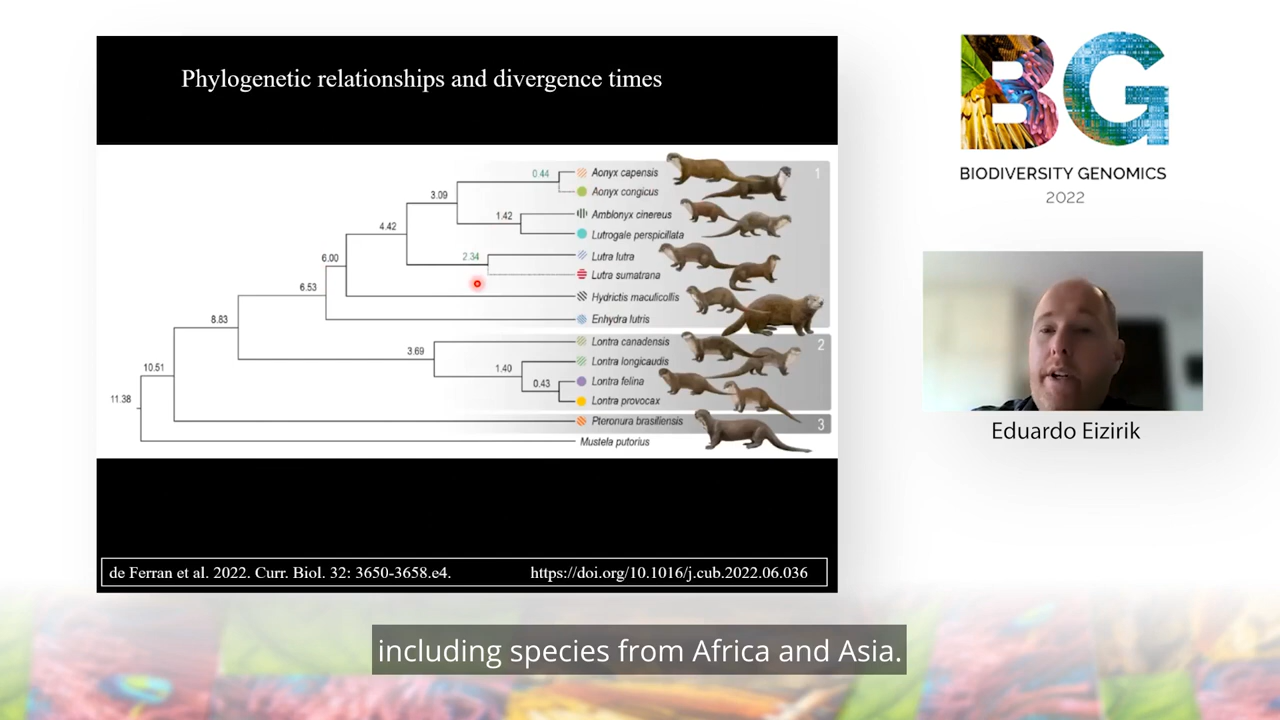 Phylogenetic relationships and divergence times
0.44
Aonyx capensis
1
Aonyx congicus
3.09
1.42
Amblonyx cinereus
4.42
Lutrogale perspicillata
2.34
Lutra lutra
6.00
Lutra sumatrana
6.53
Hydrictis maculicollis
8.83
Enhydra lutris
Lontra canadensis
2
3.69
Lontra longicaudis
10.51
1.40
0.43
Lontra felina
11.38
Lontra provocax
Pteronura brasiliensis
3
Mustela putorius
de Ferran et al. 2022. Curr. Biol. 32: 3650-3658.e4.
https://doi.org/10.1016/j.cub.2022.06.036
BG
BIODIVERSITY GENOMICS
2022
Eduardo Eizirik
including species from Africa and Asia.